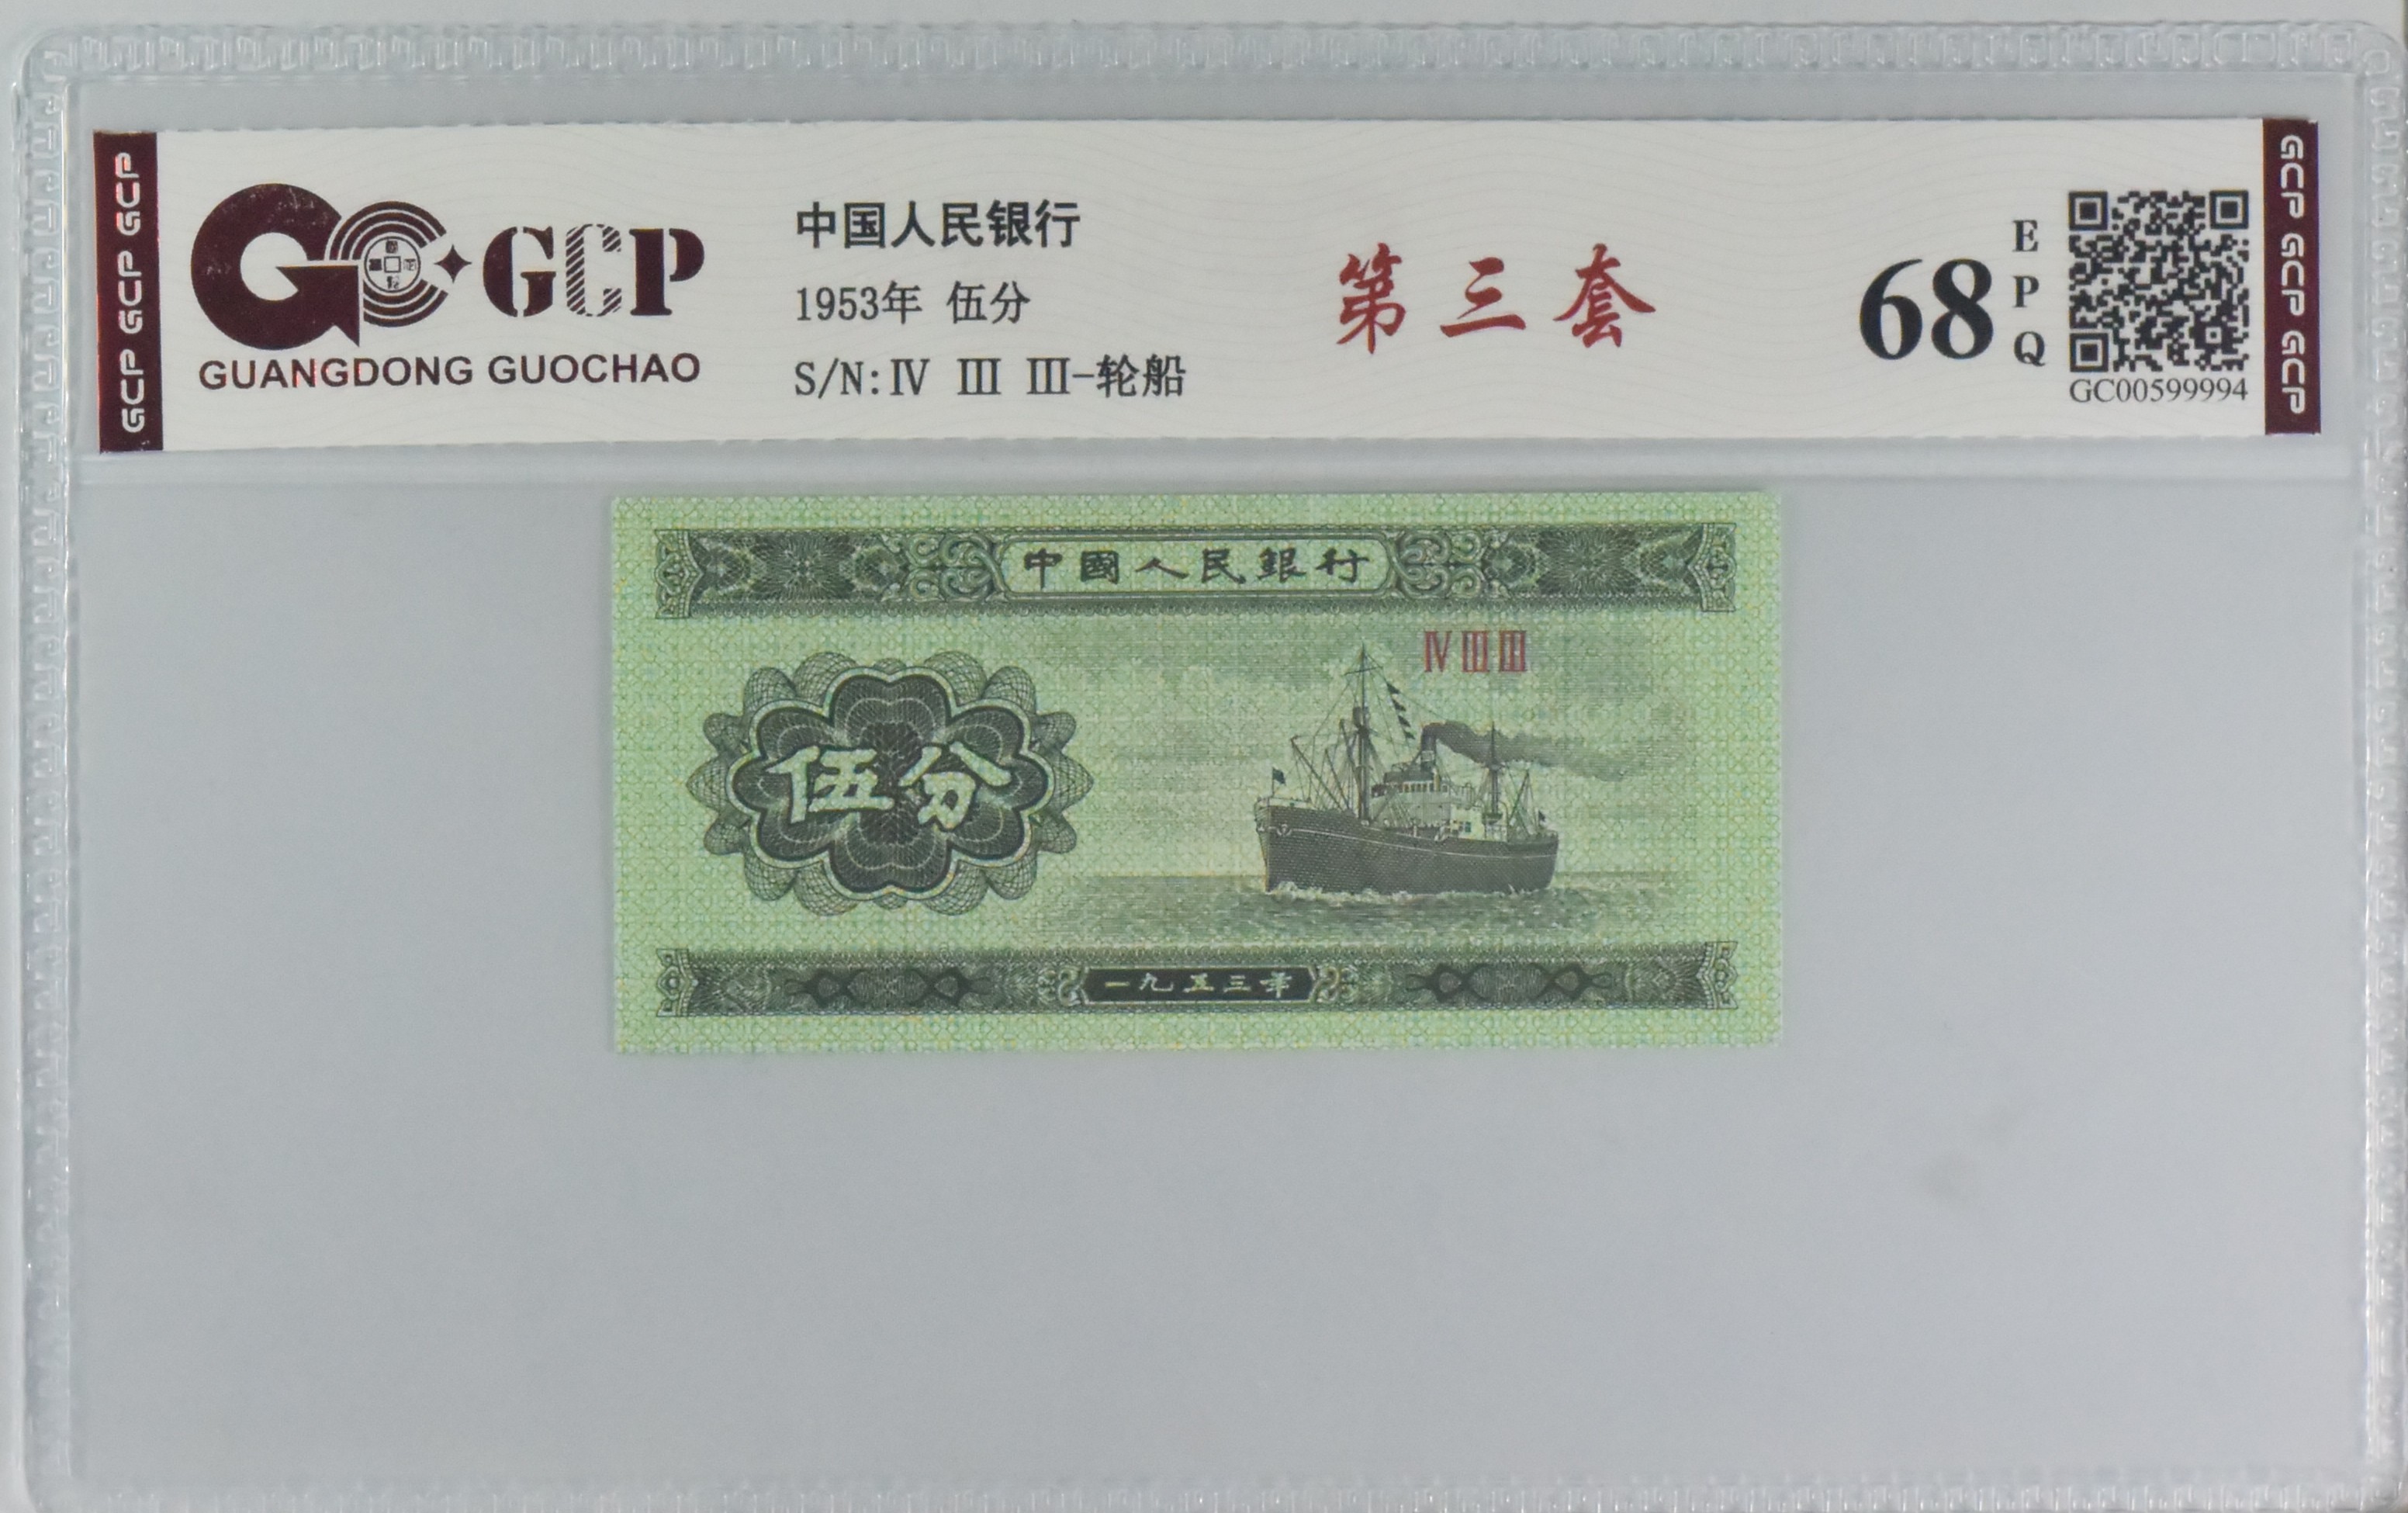 GCP GCP GCP
GCP
GUANGDONG GUOCHAO
中国人民银行
1953年 伍分
S/N:Ⅳ Ⅲ Ⅲ-轮船
第三套
68
EPQ
GC00599994
GCP GCP GCP
中國人民銀行
Ⅳ Ⅲ Ⅲ
伍分
一九五三年